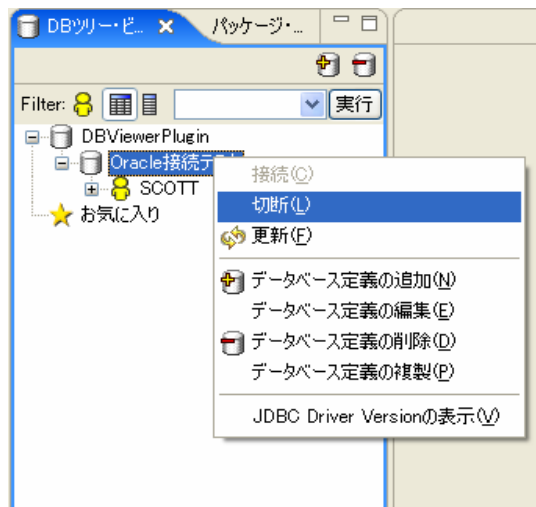 DBツリー・ビ... パッケージ・...
Filter: 実行
DBViewerPlugin
Oracle接続テスト
SCOTT
お気に入り
接続(C)
切断(L)
更新(F)
データベース定義の追加(N)
データベース定義の編集(E)
データベース定義の削除(D)
データベース定義の複製(P)
JDBC Driver Versionの表示(V)